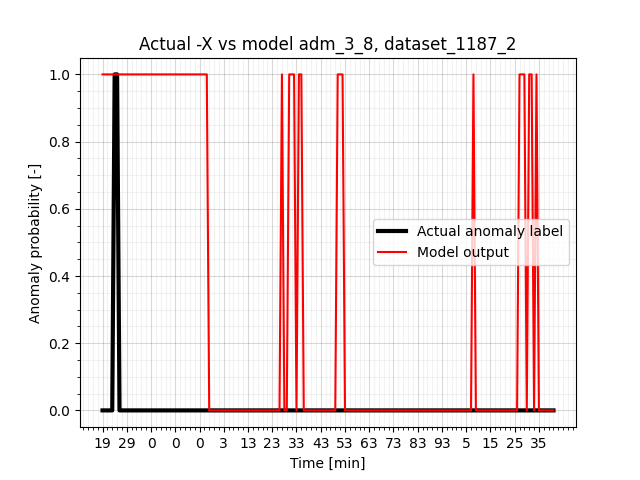 Actual -X vs model adm_3_8, dataset_1187_2
1.0
0.8
0.6
0.4
0.2
0.0
Anomaly probability [-]
Actual anomaly label
Model output
19 29 0 0 0 3 13 23 33 43 53 63 73 83 93 5 15 25 35
Time [min]